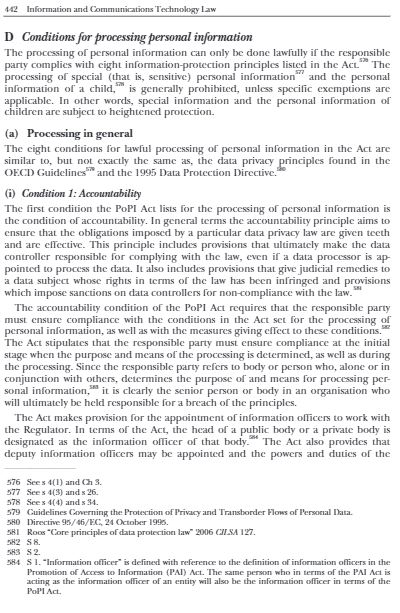 442 Information and Communications Technology Law
D Conditions for processing personal information
The processing of personal information can only be done lawfully if the responsible
party complies with eight information-protection principles listed in the Act.576 The
processing of special (that is, sensitive) personal information577 and the personal
information of a child,578 is generally prohibited, unless specific exemptions are
applicable. In other words, special information and the personal information of
children are subject to heightened protection.
(a) Processing in general
The eight conditions for lawful processing of personal information in the Act are
similar to, but not exactly the same as, the data privacy principles found in the
OECD Guidelines579 and the 1995 Data Protection Directive.580
(i) Condition 1: Accountability
The first condition the PoPI Act lists for the processing of personal information is
the condition of accountability. In general terms the accountability principle aims to
ensure that the obligations imposed by a particular data privacy law are given teeth
and are effective. This principle includes provisions that ultimately make the data
controller responsible for complying with the law, even if a data processor is ap-
pointed to process the data. It also includes provisions that give judicial remedies to
a data subject whose rights in terms of the law has been infringed and provisions
which impose sanctions on data controllers for non-compliance with the law.581
The accountability condition of the PoPI Act requires that the responsible party
must ensure compliance with the conditions in the Act set for the processing of
personal information, as well as with the measures giving effect to these conditions.582
The Act stipulates that the responsible party must ensure compliance at the initial
stage when the purpose and means of the processing is determined, as well as during
the processing. Since the responsible party refers to body or person who, alone or in
conjunction with others, determines the purpose of and means for processing per-
sonal information,583 it is clearly the senior person or body in an organisation who
will ultimately be held responsible for a breach of the principles.
The Act makes provision for the appointment of information officers to work with
the Regulator. In terms of the Act, the head of a public body or a private body is
designated as the information officer of that body.584 The Act also provides that
deputy information officers may be appointed and the powers and duties of the
576 See s 4(1) and Ch 3.
577 See s 4(3) and s 26.
578 See s 4(4) and s 34.
579 Guidelines Governing the Protection of Privacy and Transborder Flows of Personal Data.
580 Directive 95/46/EC, 24 October 1995.
581 Roos “Core principles of data protection law” 2006 CILSA 127.
582 S 8.
583 S 2.
584 S 1. “Information officer” is defined with reference to the definition of information officers in the
Promotion of Access to Information (PAI) Act. The same person who in terms of the PAI Act is
acting as the information officer of an entity will also be the information officer in terms of the
PoPI Act.